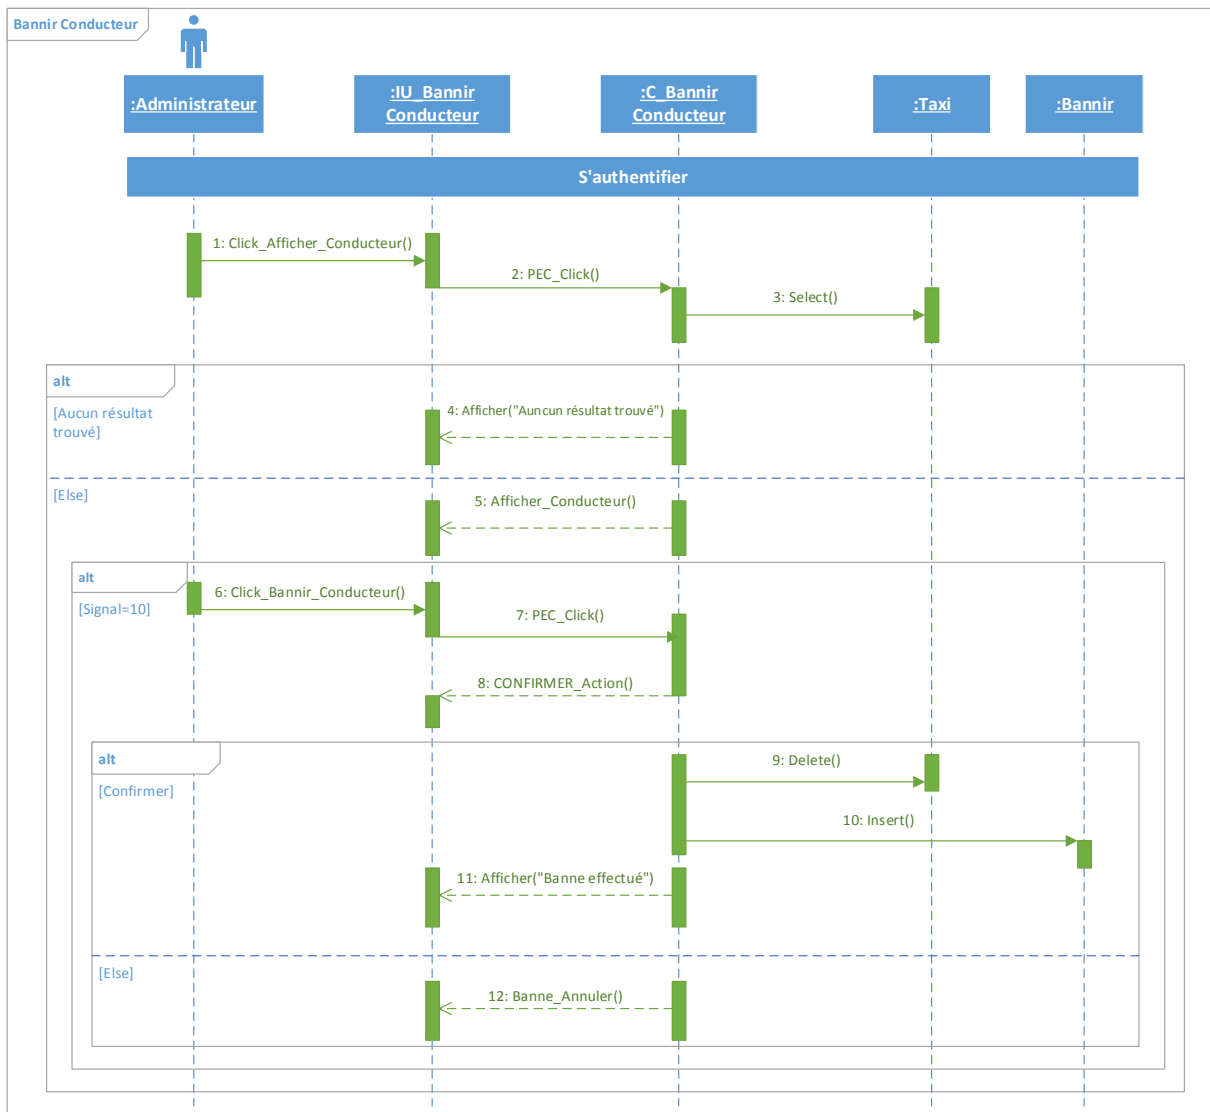 Bannir Conducteur
:Administrateur
:IU_Bannir
Conducteur
:C_Bannir
Conducteur
:Taxi
:Bannir
S'authentifier
1: Click_Afficher_Conducteur()
2: PEC_Click()
3: Select()
alt
[Aucun résultat
trouvé]
4: Afficher("Auncun résultat trouvé")
[Else]
5: Afficher_Conducteur()
alt
[Signal=10]
6: Click_Bannir_Conducteur()
7: PEC_Click()
8: CONFIRMER_Action()
alt
[Confirmer]
9: Delete()
10: Insert()
11: Afficher("Banne effectué")
[Else]
12: Banne_Annuler()